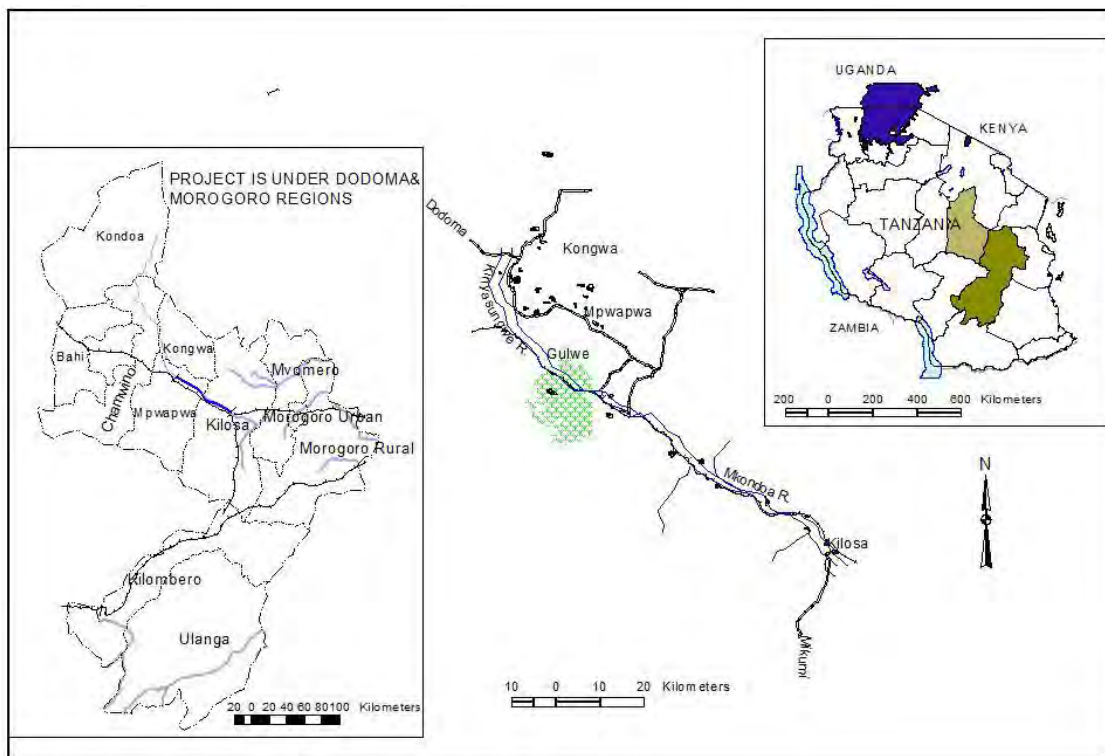 PROJECT IS UNDER DODOMA&
MOROGORO REGIONS
Kondoa
Kongwa
Bahi
Chamwino
Mpwapwa
Kilosa
Mvomero
Morogoro Urban
Morogoro Rural
Kilombero
Ulanga
20 0 20 40 60 80100 Kilometers
Dodoma
Kongwa
Kinyasungwe R.
Mpwapwa
Gulwe
Mkondoa R.
Kilosa
Mikumi
10 0 10 20 Kilometers
UGANDA
KENYA
TANZANIA
ZAMBIA
200 0 200 400 600 Kilometers
N